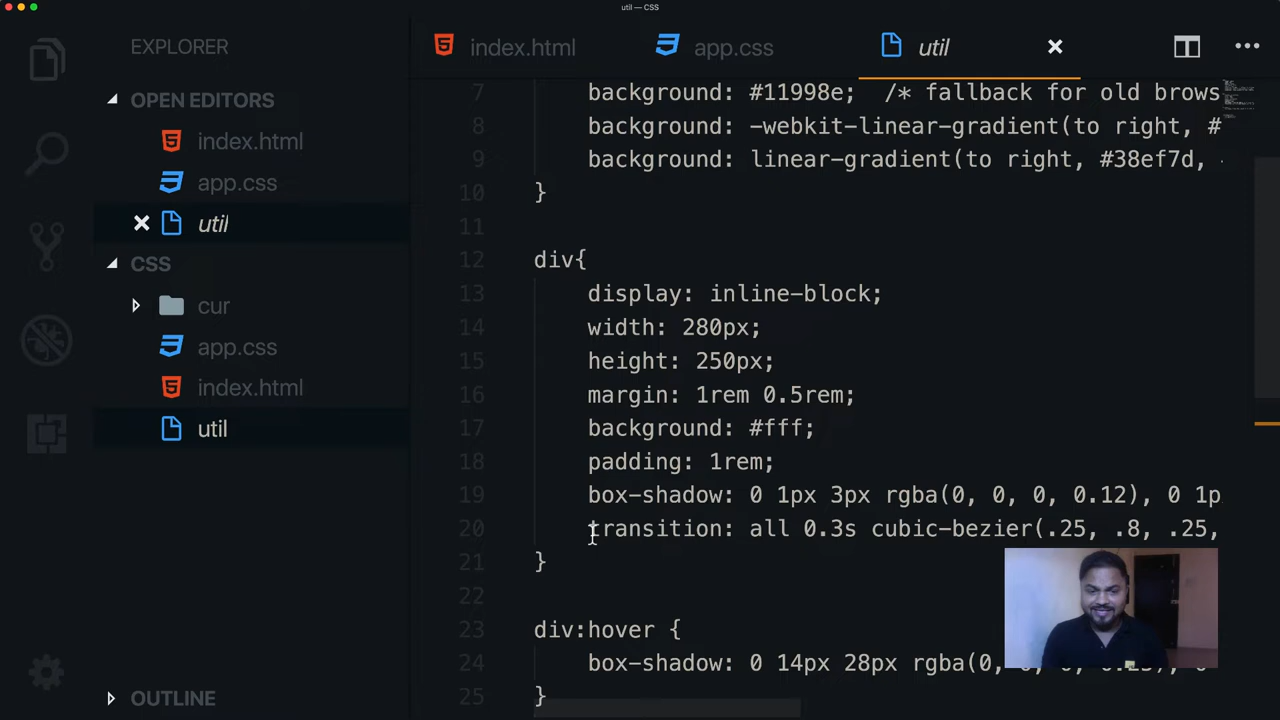 util — CSS
EXPLORER
OPEN EDITORS
index.html
app.css
util
CSS
cur
app.css
index.html
util
OUTLINE
index.html
app.css
util
7 background: #11998e; /* fallback for old brows
8 background: -webkit-linear-gradient(to right, #
9 background: linear-gradient(to right, #38ef7d,
10 }
11
12 div{
13 display: inline-block;
14 width: 280px;
15 height: 250px;
16 margin: 1rem 0.5rem;
17 background: #fff;
18 padding: 1rem;
19 box-shadow: 0 1px 3px rgba(0, 0, 0, 0.12), 0 1p
20 transition: all 0.3s cubic-bezier(.25, .8, .25,
21 }
22
23 div:hover {
24 box-shadow: 0 14px 28px rgba(0,
25 }